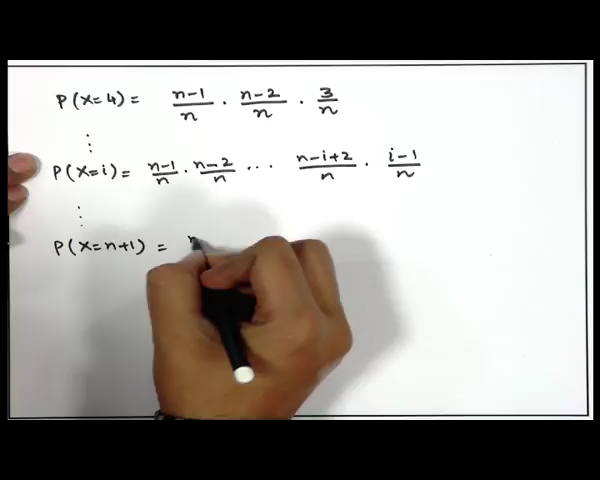 P(X=4) = n-1/n · n-2/n · 3/n
⋮
P(X=i) = n-1/n · n-2/n ... n-i+2/n · i-1/n
⋮
P(X=n+1) = n